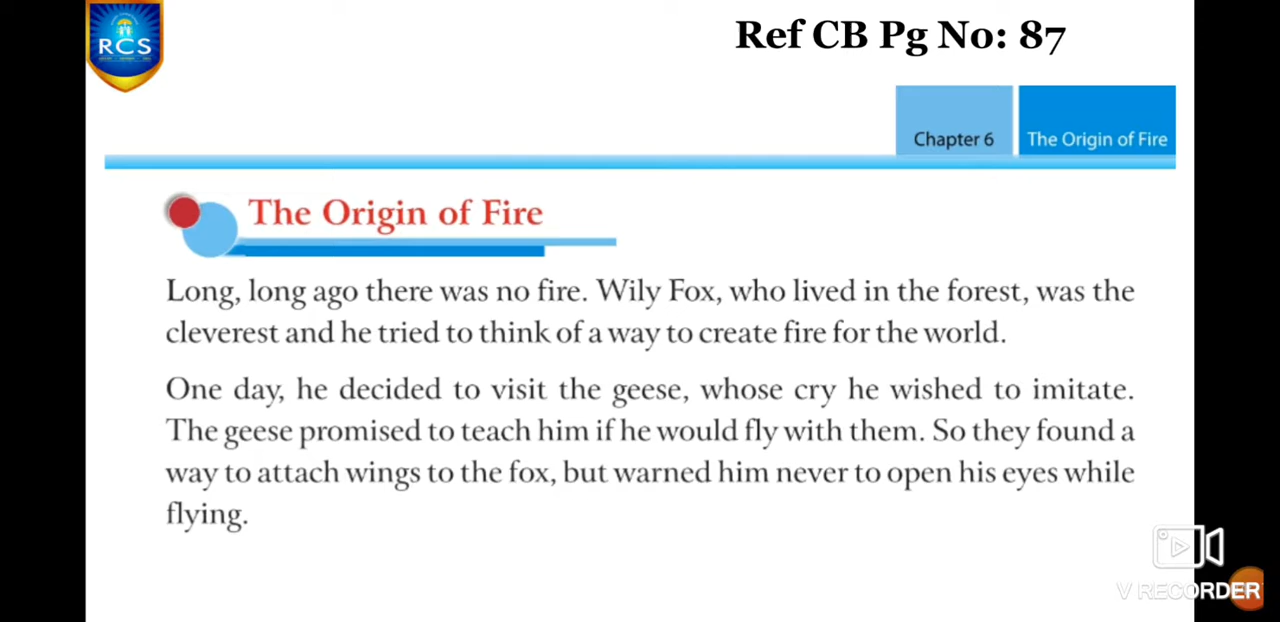 RCS
Ref CB Pg No: 87
Chapter 6
The Origin of Fire
The Origin of Fire
Long, long ago there was no fire. Wily Fox, who lived in the forest, was the
cleverest and he tried to think of a way to create fire for the world.
One day, he decided to visit the geese, whose cry he wished to imitate.
The geese promised to teach him if he would fly with them. So they found a
way to attach wings to the fox, but warned him never to open his eyes while
flying.
V RECORDER